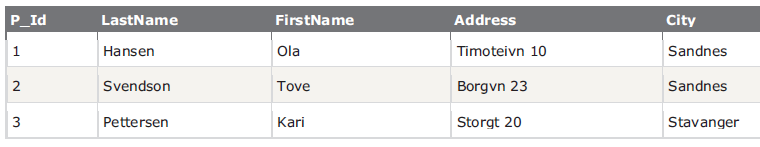 P_Id LastName FirstName Address City
1 Hansen Ola Timoteivn 10 Sandnes
2 Svendson Tove Borgvn 23 Sandnes
3 Pettersen Kari Storgt 20 Stavanger